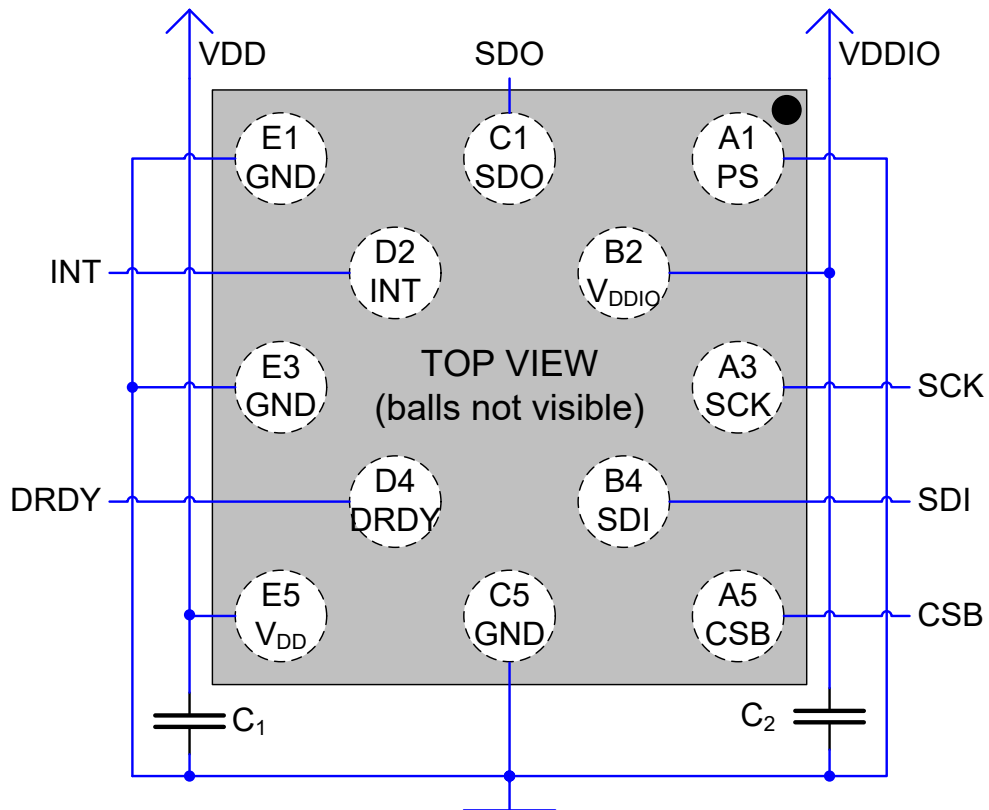 VDD
SDO
VDDIO
E1
GND
C1
SDO
A1
PS
INT
D2
INT
B2
VDDIO
TOP VIEW
(balls not visible)
E3
GND
A3
SCK
SCK
DRDY
D4
DRDY
B4
SDI
SDI
E5
VDD
C5
GND
A5
CSB
CSB
C1
C2